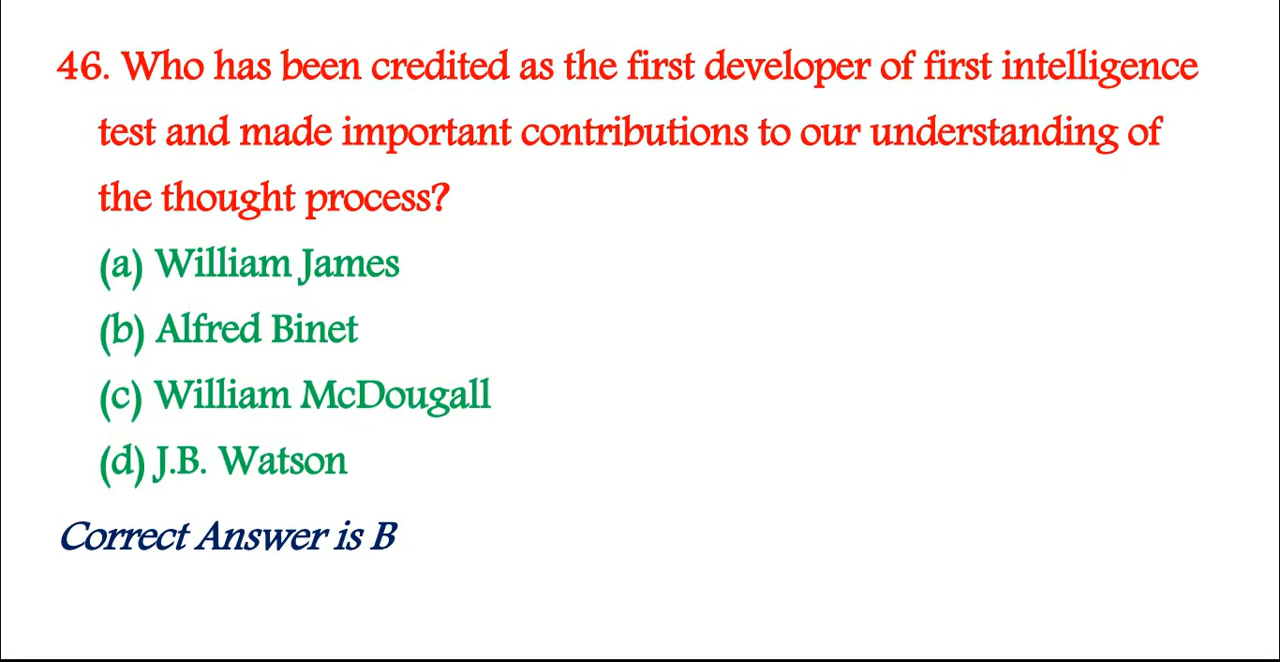 46. Who has been credited as the first developer of first intelligence
test and made important contributions to our understanding of
the thought process?
(a) William James
(b) Alfred Binet
(c) William McDougall
(d) J.B. Watson
Correct Answer is B